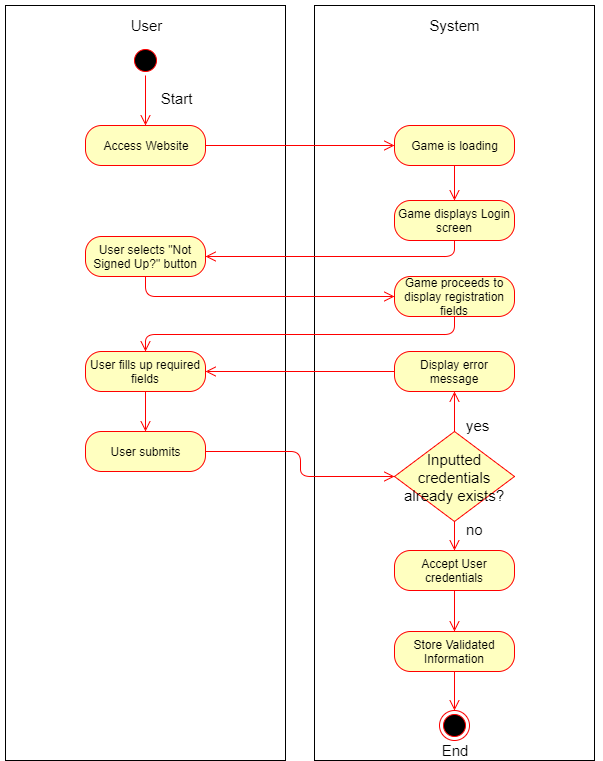 User
System
Start
Access Website
Game is loading
Game displays Login
screen
User selects "Not
Signed Up?" button
Game proceeds to
display registration
fields
User fills up required
fields
Display error
message
yes
User submits
Inputted
credentials
already exists?
no
Accept User
credentials
Store Validated
Information
End